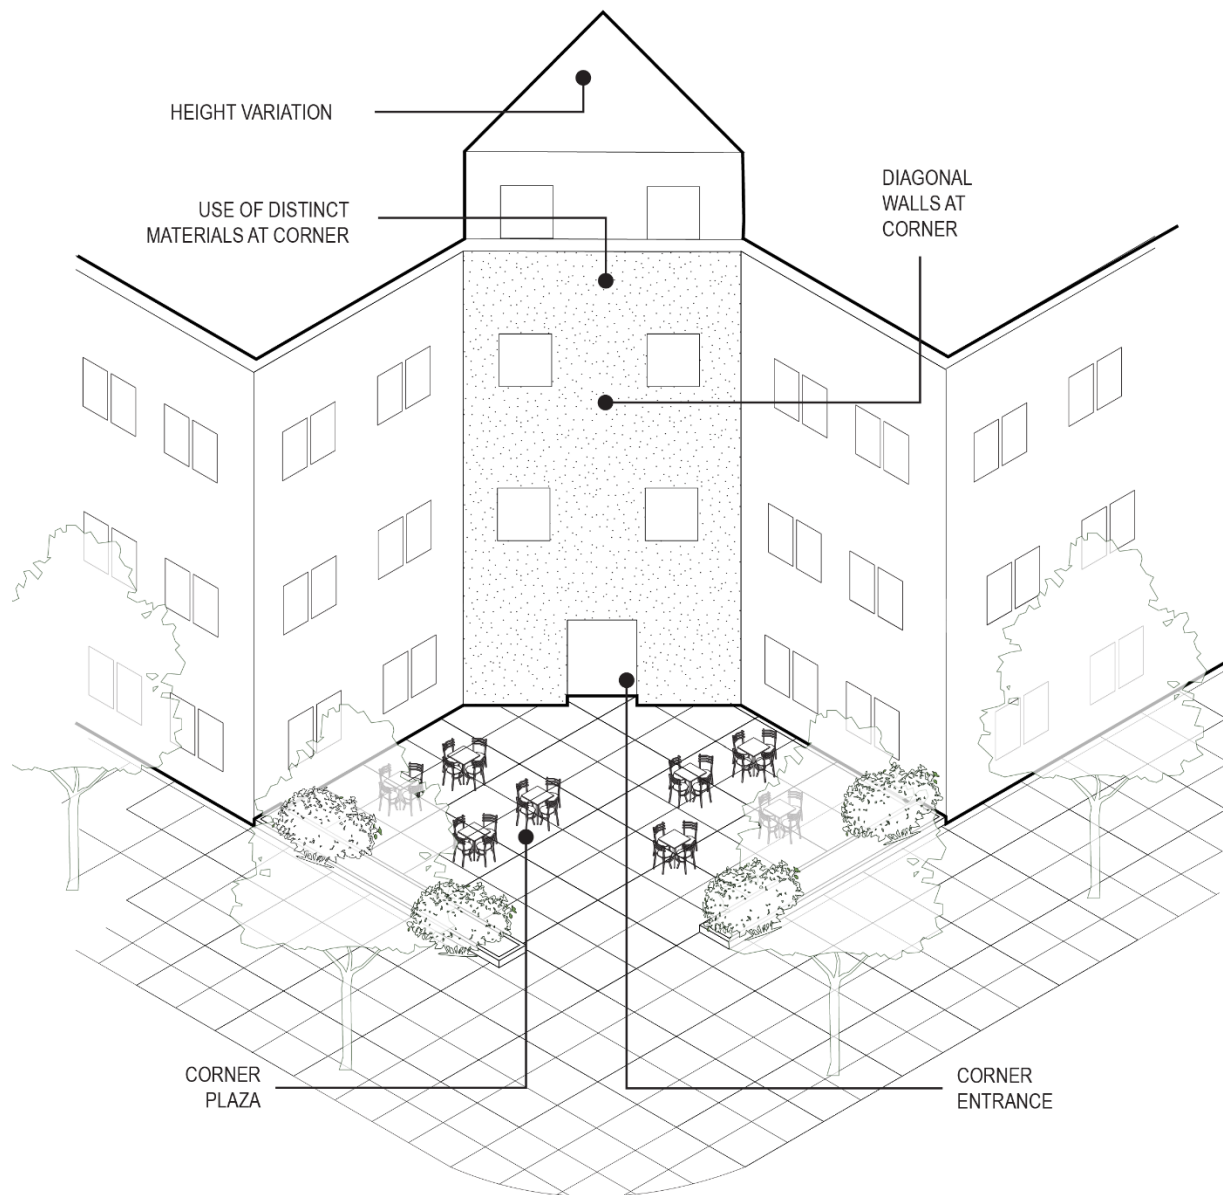 HEIGHT VARIATION
USE OF DISTINCT
MATERIALS AT CORNER
DIAGONAL
WALLS AT
CORNER
CORNER
PLAZA
CORNER
ENTRANCE